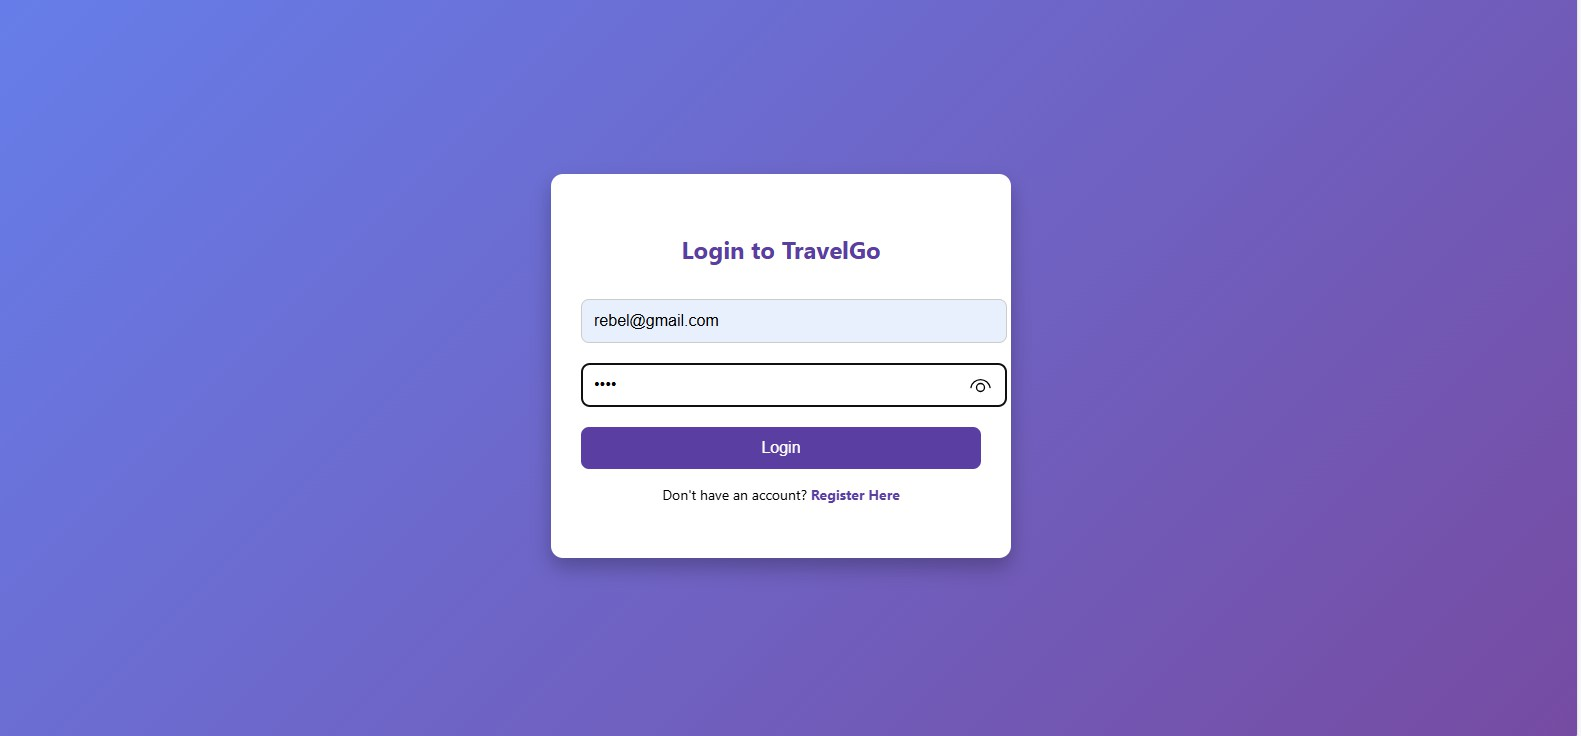 Login to TravelGo
rebel@gmail.com
••••
Login
Don't have an account? Register Here